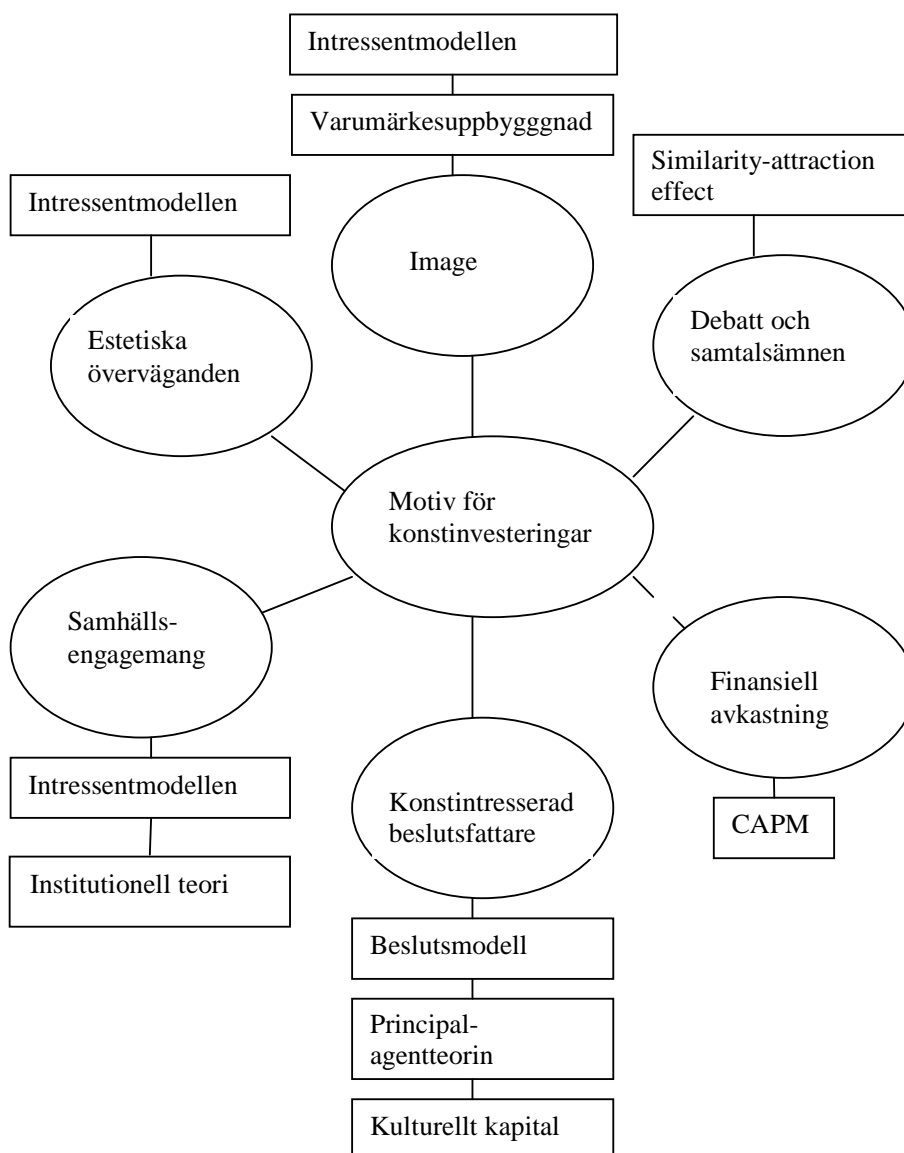 Intressentmodellen
Varumärkesuppbygggnad
Similarity-attraction
effect
Intressentmodellen
Image
Debatt och
samtalsämnen
Estetiska
överväganden
Motiv för
konstinvesteringar
Samhälls-
engagemang
Finansiell
avkastning
Intressentmodellen
Konstintresserad
beslutsfattare
CAPM
Institutionell teori
Beslutsmodell
Principal-
agentteorin
Kulturellt kapital